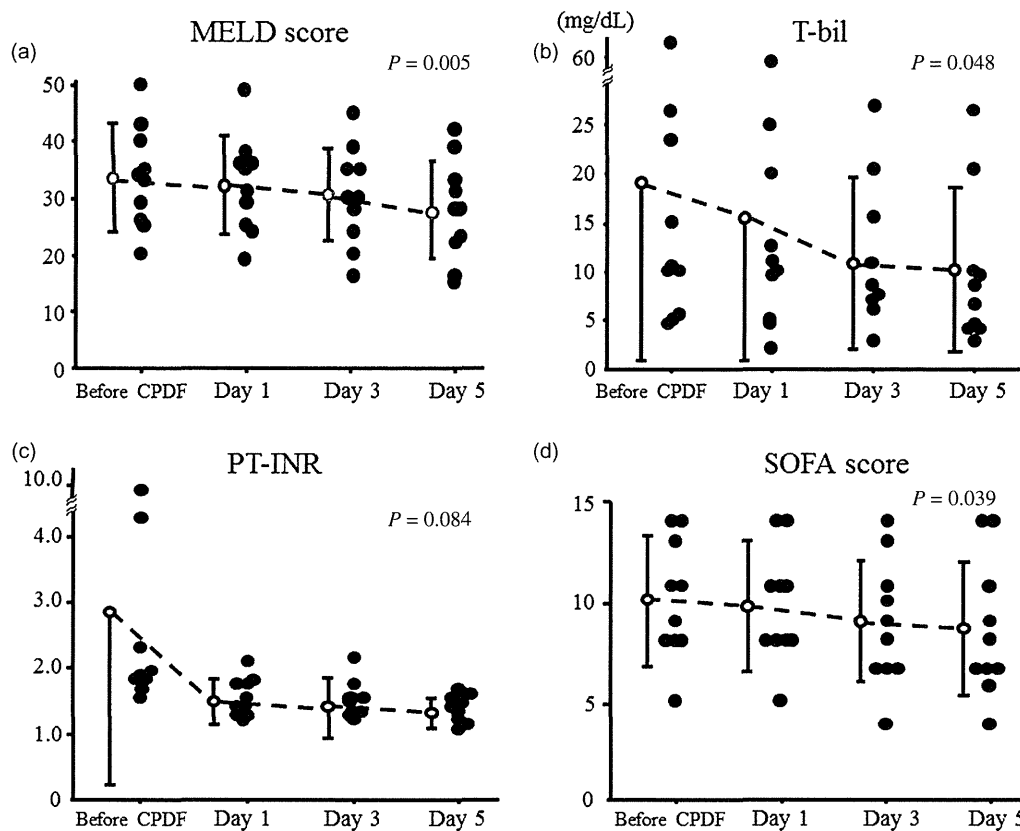 (a)
MELD score
P = 0.005
50
40
30
20
10
0
Before CPDF
Day 1
Day 3
Day 5
(mg/dL)
(b)
T-bil
P = 0.048
60
20
15
10
5
0
Before CPDF
Day 1
Day 3
Day 5
(c)
PT-INR
P = 0.084
10.0
4.0
3.0
2.0
1.0
0
Before CPDF
Day 1
Day 3
Day 5
(d)
SOFA score
P = 0.039
15
10
5
0
Before CPDF
Day 1
Day 3
Day 5